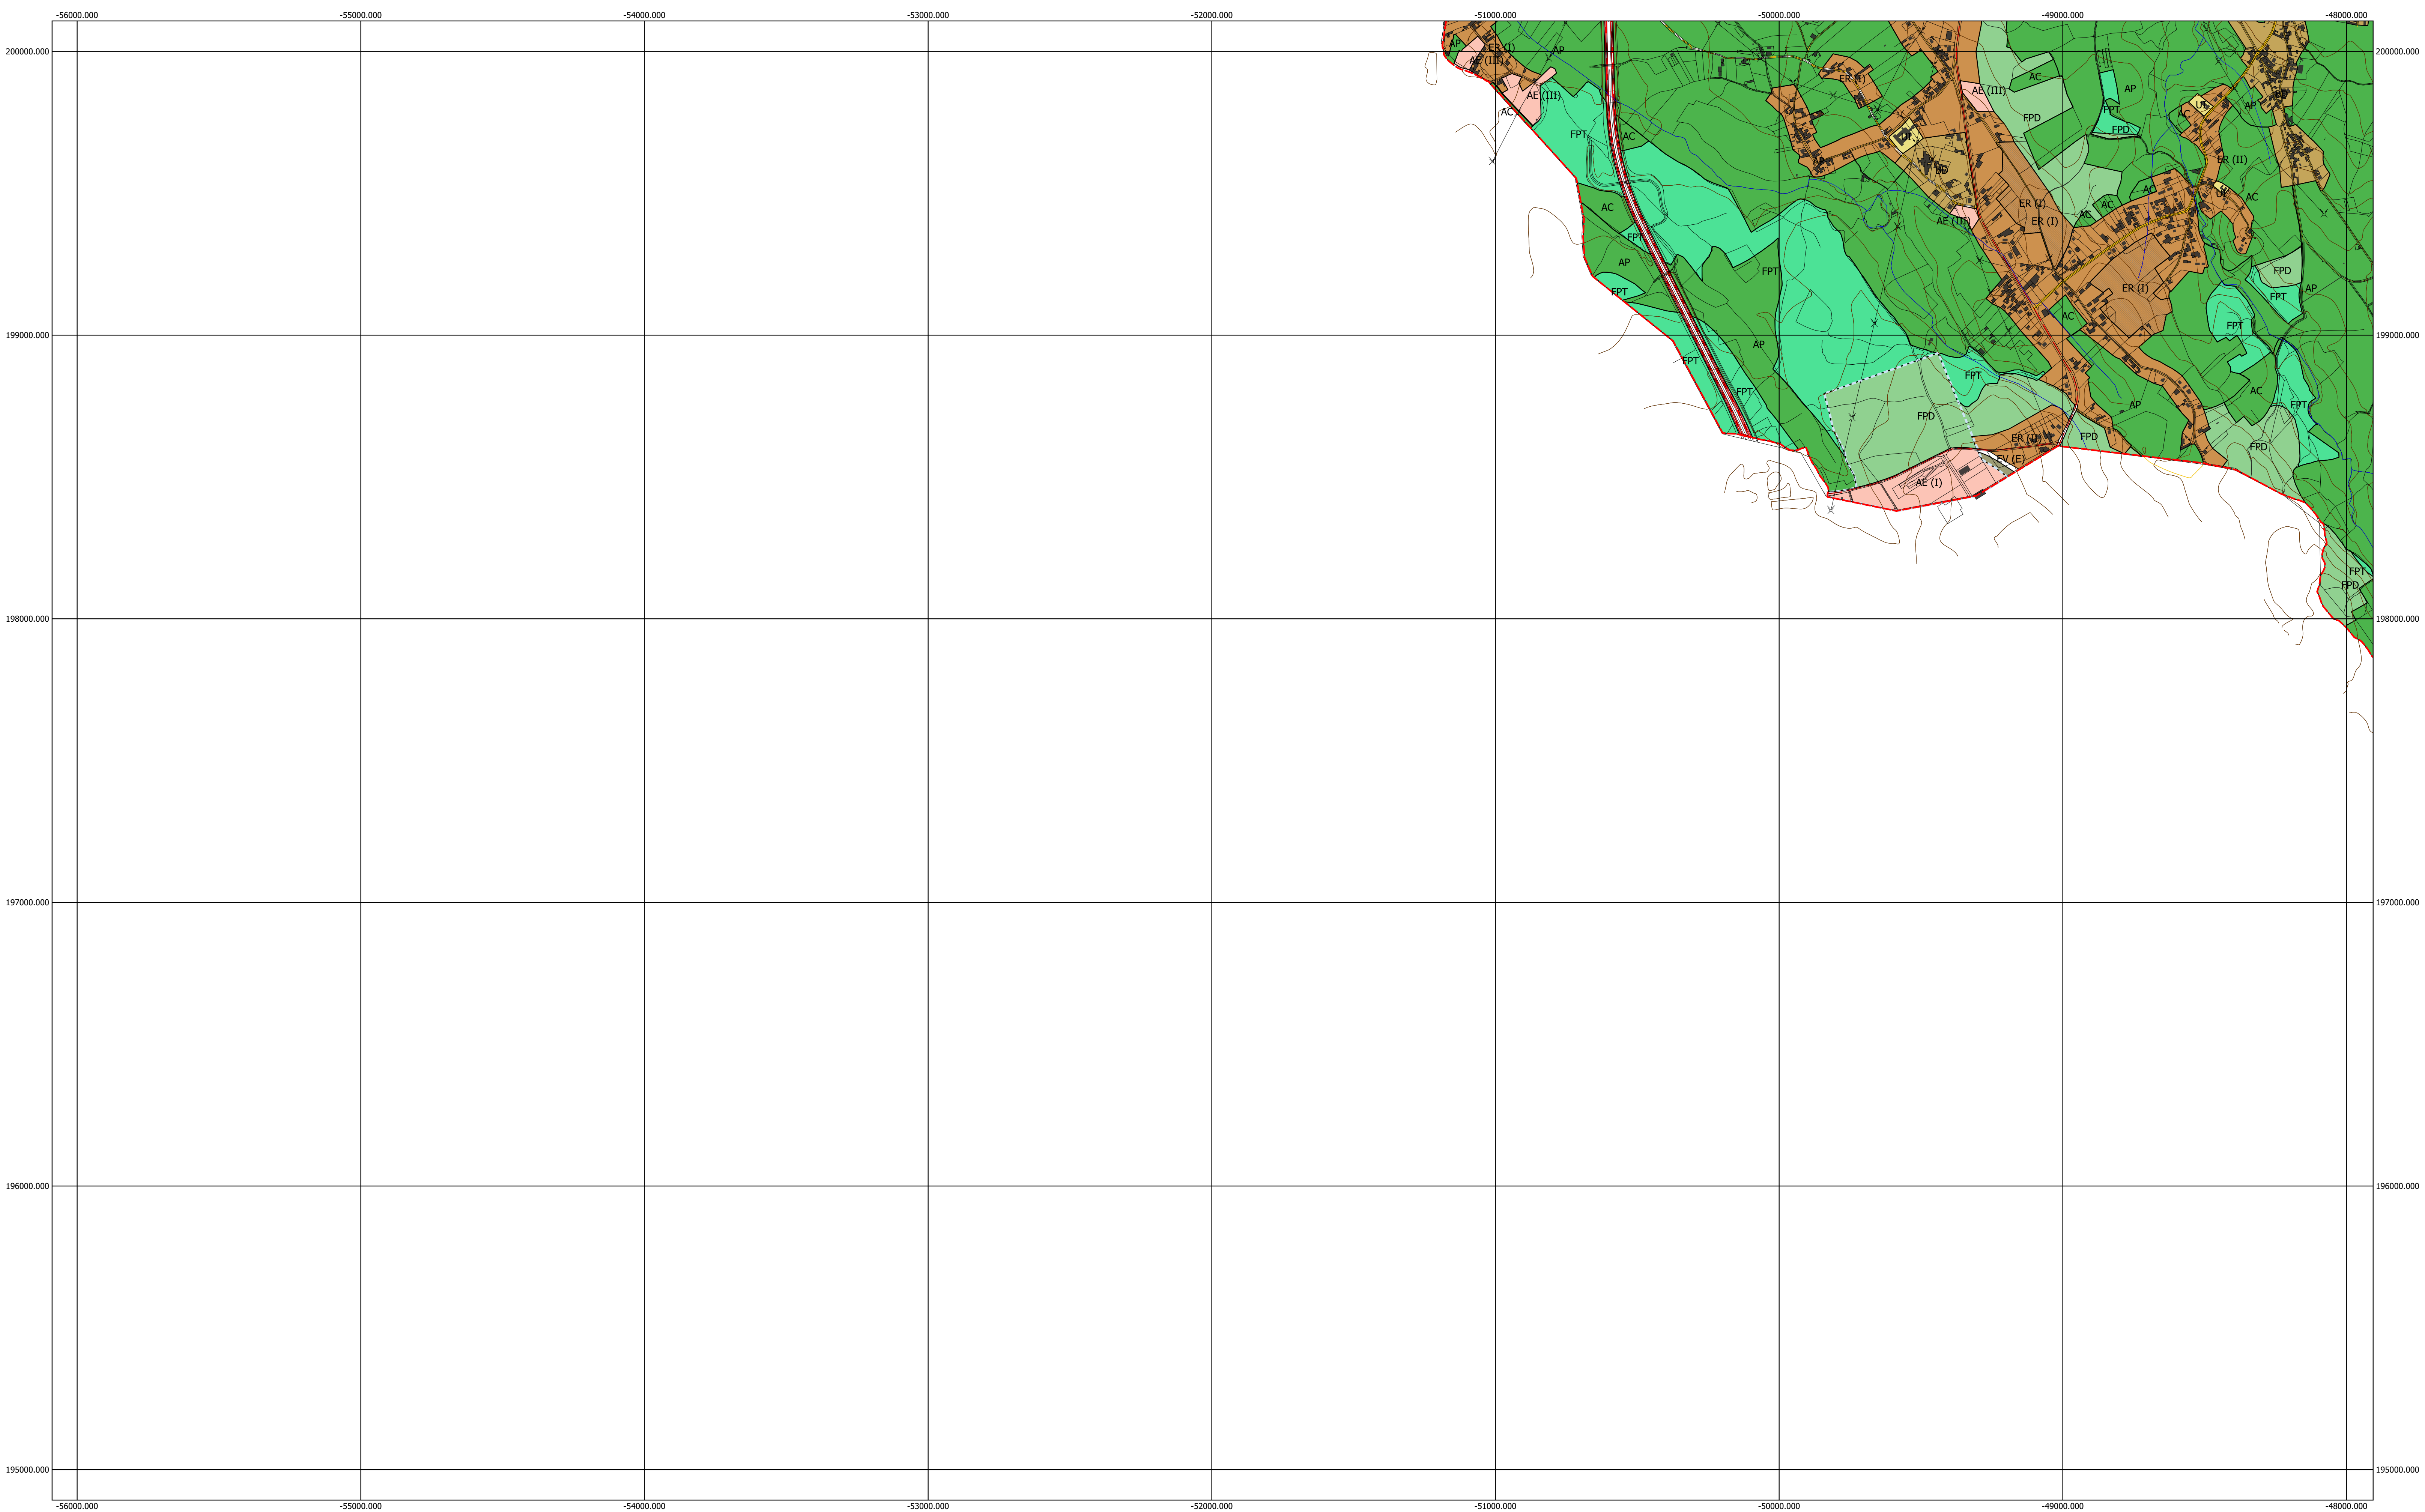 -56000.000 -55000.000 -54000.000 -53000.000 -52000.000 -51000.000 -50000.000 -49000.000 -48000.000
200000.000 200000.000
AP ER (I) AP
AE (III)
ER (I) AC
AE (III) AE (III) AP
UE AP
FPT
AC FPD AC
FPD
FPT AC
ER (II)
AC UE AC
AC ER (I) AC
FPT AE (III) ER (I) AC
AP FPT FPD
FPT ER (I) AP
FPT
AC FPT
199000.000 199000.000
AP
FPT FPT
FPT AC
FPD AP FPT
ER (II) FPD FPD
EV (E)
AE (I)
FPT
FPD
198000.000 198000.000
197000.000 197000.000
196000.000 196000.000
195000.000 195000.000
-56000.000 -55000.000 -54000.000 -53000.000 -52000.000 -51000.000 -50000.000 -49000.000 -48000.000